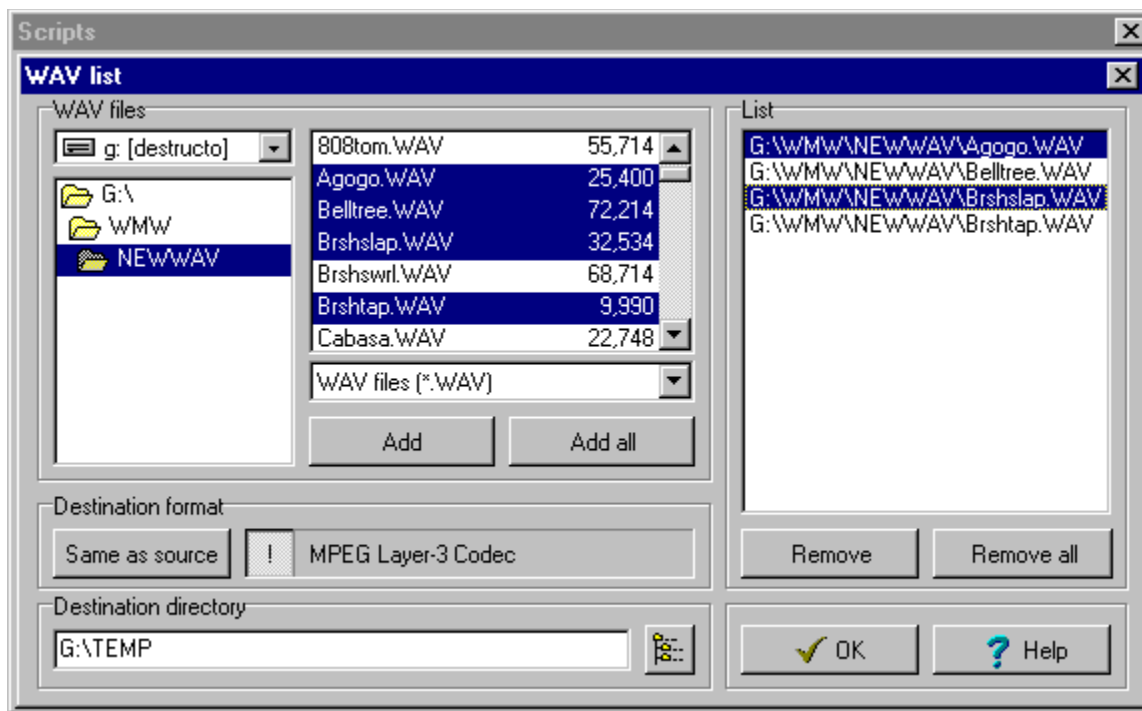 Scripts
WAV list
WAV files
g: [destructo]
G:\
WMW
NEWWAV
808tom.WAV 55,714
Agogo.WAV 25,400
Belltree.WAV 72,214
Brshslap.WAV 32,534
Brshswrl.WAV 68,714
Brshtap.WAV 9,990
Cabasa.WAV 22,748
WAV files (*.WAV)
Add Add all
Destination format
Same as source ! MPEG Layer-3 Codec
Destination directory
G:\TEMP
List
G:\WMW\NEWWAV\Agogo.WAV
G:\WMW\NEWWAV\Belltree.WAV
G:\WMW\NEWWAV\Brshslap.WAV
G:\WMW\NEWWAV\Brshtap.WAV
Remove Remove all
OK ? Help